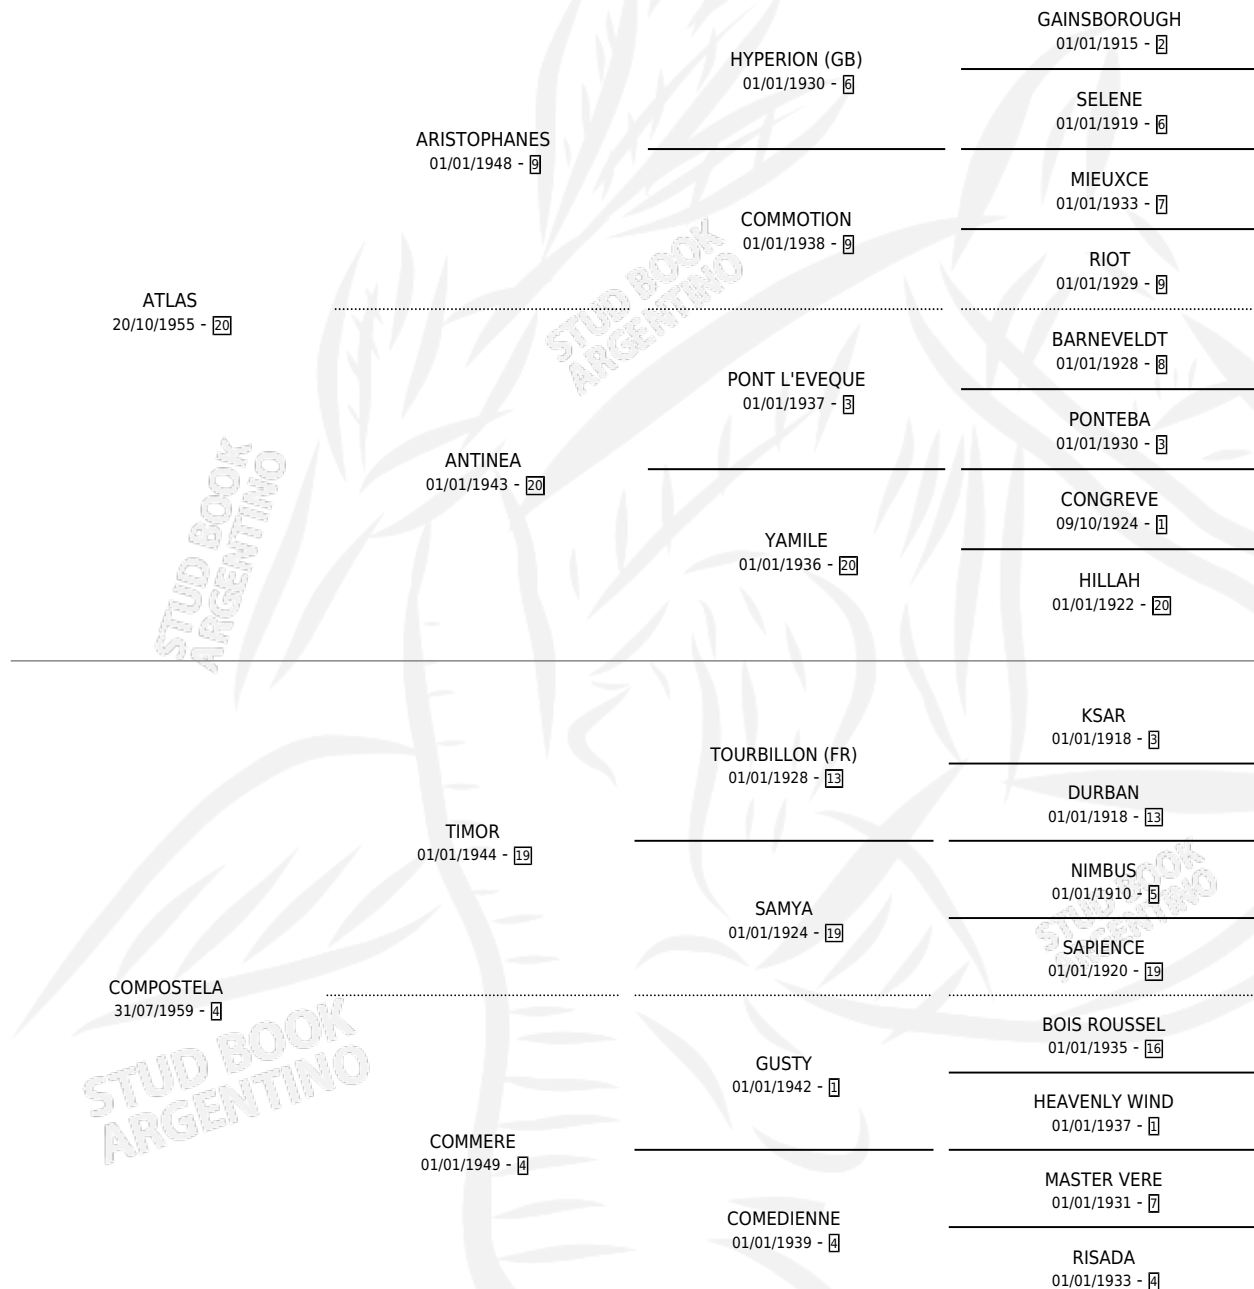 GAINSBOROUGH
01/01/1915 - 2
HYPERION (GB)
01/01/1930 - 6
SELENE
01/01/1919 - 6
ARISTOPHANES
01/01/1948 - 9
MIEUXCE
01/01/1933 - 7
COMMOTION
01/01/1938 - 9
RIOT
01/01/1929 - 9
ATLAS
20/10/1955 - 20
BARNEVELDT
01/01/1928 - 8
PONT L'EVEQUE
01/01/1937 - 3
PONTEBA
01/01/1930 - 3
ANTINEA
01/01/1943 - 20
CONGREVE
09/10/1924 - 1
YAMILE
01/01/1936 - 20
HILLAH
01/01/1922 - 20
KSAR
01/01/1918 - 3
TOURBILLON (FR)
01/01/1928 - 13
DURBAN
01/01/1918 - 13
TIMOR
01/01/1944 - 19
NIMBUS
01/01/1910 - 5
SAMYA
01/01/1924 - 19
SAPIENCE
01/01/1920 - 19
COMPOSTELA
31/07/1959 - 4
BOIS ROUSSEL
01/01/1935 - 16
GUSTY
01/01/1942 - 1
HEAVENLY WIND
01/01/1937 - 1
COMMERE
01/01/1949 - 4
MASTER VERE
01/01/1931 - 7
COMEDIENNE
01/01/1939 - 4
RISADA
01/01/1933 - 4
STUD BOOK
ARGENTINO
STUD BOOK
ARGENTINO
STUD BOOK
ARGENTINO
STUD BOOK
ARGENTINO